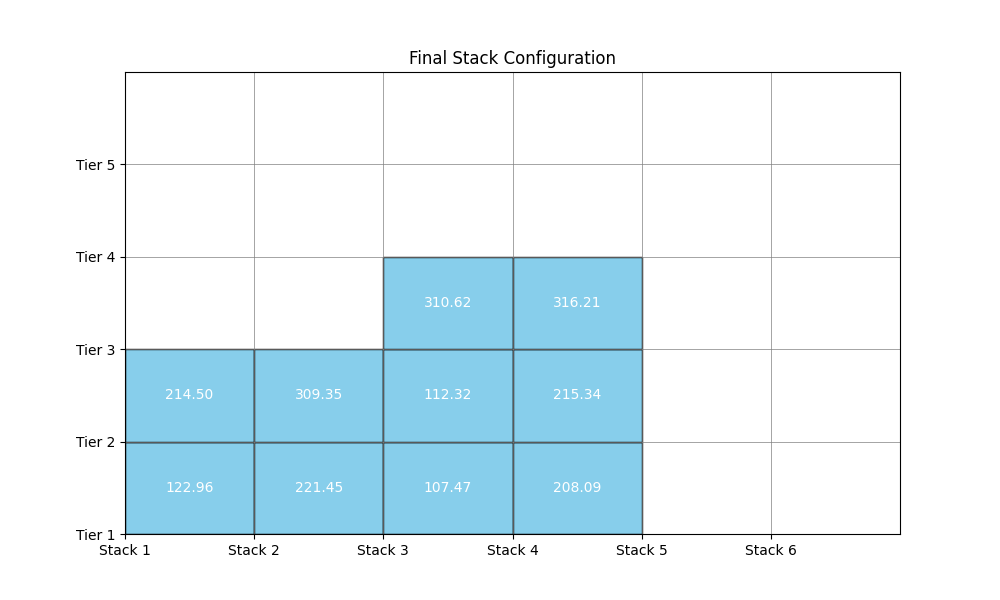 Final Stack Configuration
Tier 5
Tier 4
310.62 316.21
Tier 3
214.50 309.35 112.32 215.34
Tier 2
122.96 221.45 107.47 208.09
Tier 1
Stack 1 Stack 2 Stack 3 Stack 4 Stack 5 Stack 6